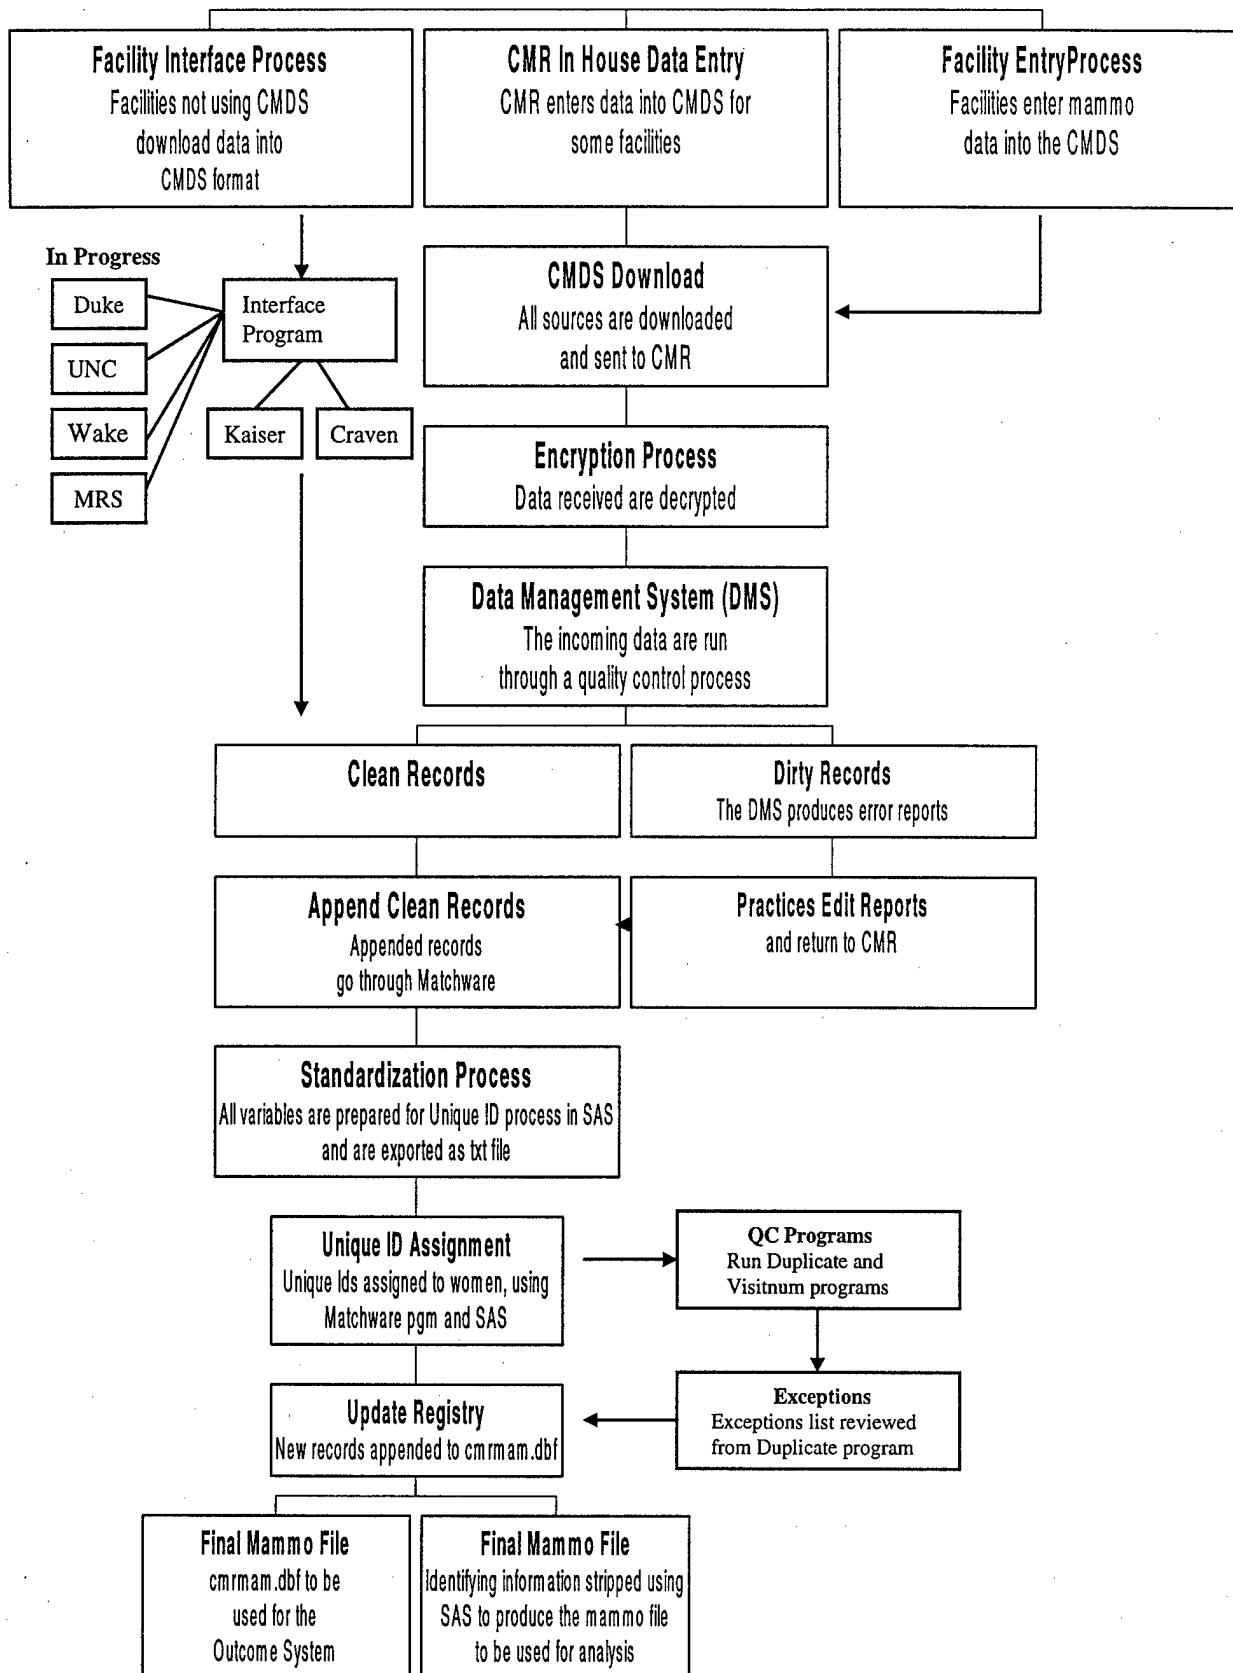 Facility Interface Process
Facilities not using CMDS
download data into
CMDS format
CMR In House Data Entry
CMR enters data into CMDS for
some facilities
Facility EntryProcess
Facilities enter mammo
data into the CMDS
In Progress
Duke
UNC
Wake
MRS
Interface
Program
Kaiser
Craven
CMDS Download
All sources are downloaded
and sent to CMR
Encryption Process
Data received are decrypted
Data Management System (DMS)
The incoming data are run
through a quality control process
Clean Records
Dirty Records
The DMS produces error reports
Append Clean Records
Appended records
go through Matchware
Practices Edit Reports
and return to CMR
Standardization Process
All variables are prepared for Unique ID process in SAS
and are exported as txt file
Unique ID Assignment
Unique Ids assigned to women, using
Matchware pgm and SAS
QC Programs
Run Duplicate and
Visitnum programs
Exceptions
Exceptions list reviewed
from Duplicate program
Update Registry
New records appended to cmrmam.dbf
Final Mammo File
cmrmam.dbf to be
used for the
Outcome System
Final Mammo File
Identifying information stripped using
SAS to produce the mammo file
to be used for analysis